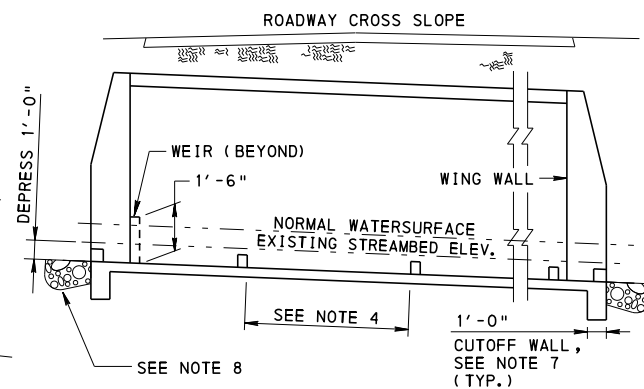 ROADWAY CROSS SLOPE
DEPRESS 1'-0"
WEIR (BEYOND)
1'-6"
WING WALL
NORMAL WATERSURFACE
EXISTING STREAMBED ELEV.
SEE NOTE 4
1'-0"
CUTOFF WALL,
SEE NOTE 7
(TYP.)
SEE NOTE 8